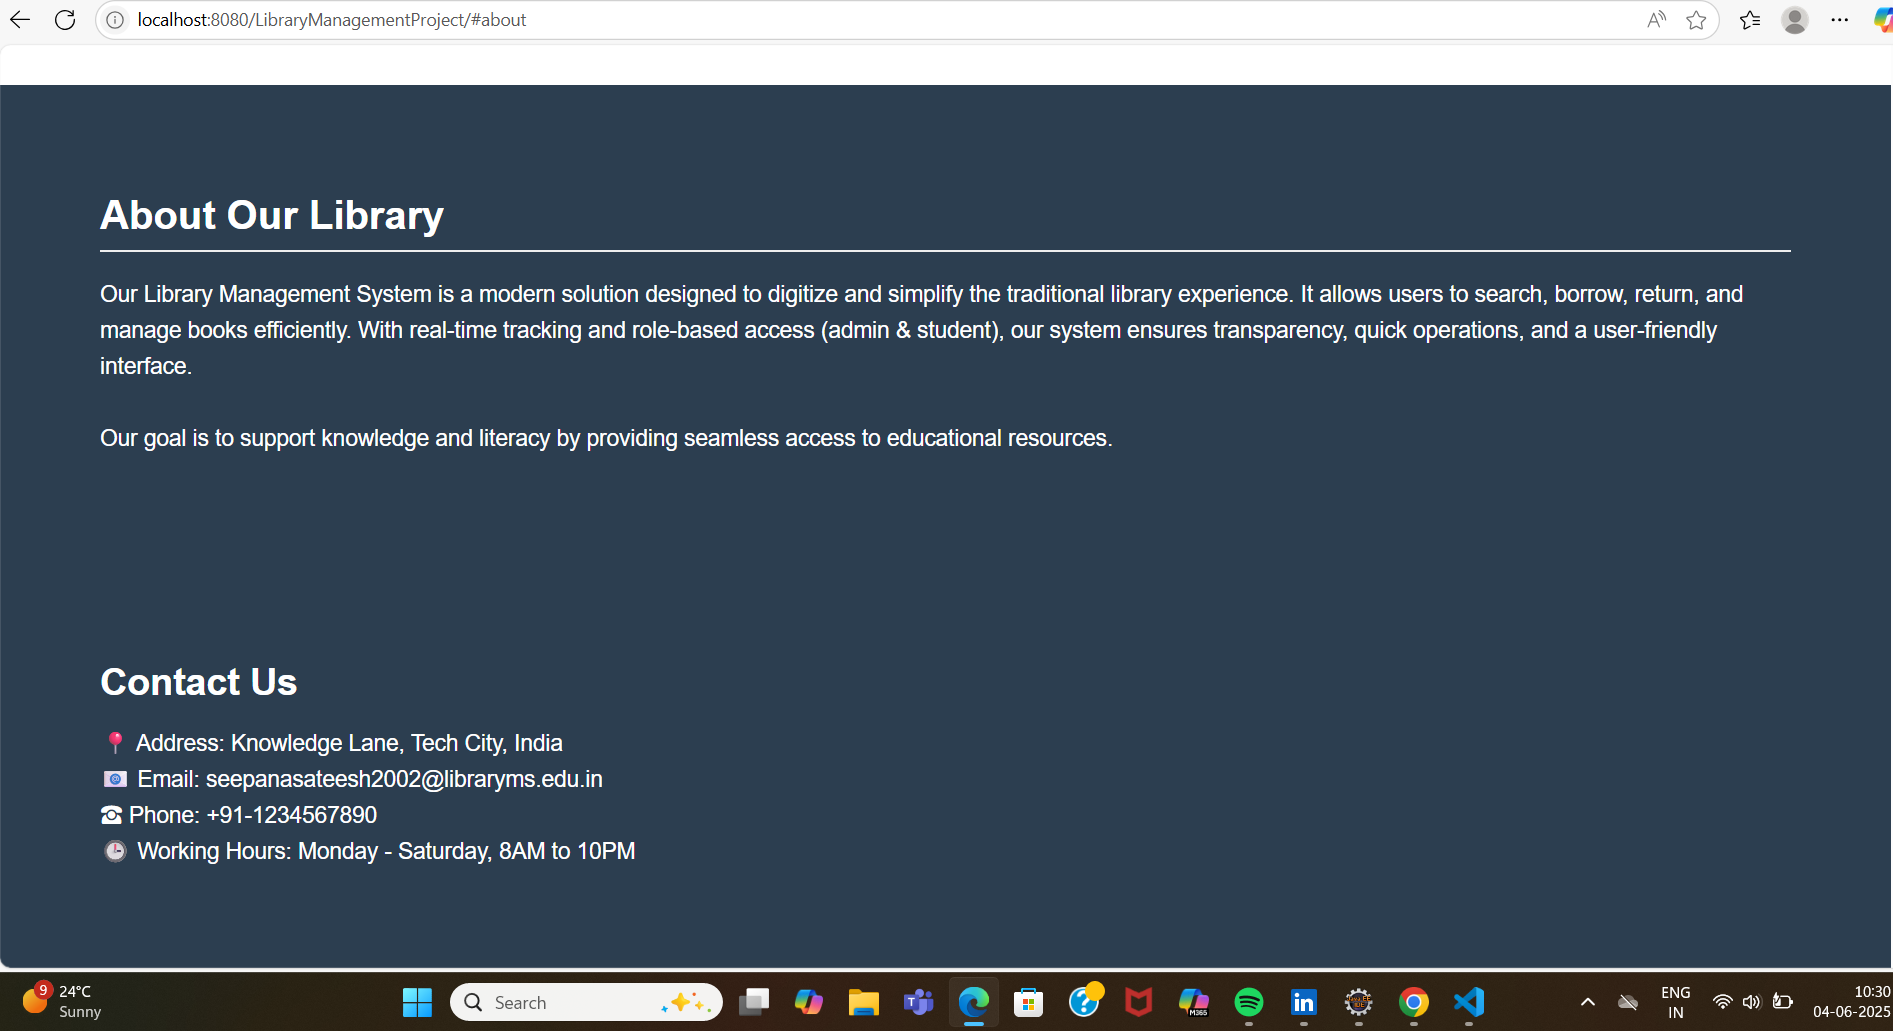 localhost:8080/LibraryManagementProject/#about
About Our Library
Our Library Management System is a modern solution designed to digitize and simplify the traditional library experience. It allows users to search, borrow, return, and
manage books efficiently. With real-time tracking and role-based access (admin & student), our system ensures transparency, quick operations, and a user-friendly
interface.
Our goal is to support knowledge and literacy by providing seamless access to educational resources.
Contact Us
📍 Address: Knowledge Lane, Tech City, India
📧 Email: seepanasateesh2002@libraryms.edu.in
☎ Phone: +91-1234567890
🕒 Working Hours: Monday - Saturday, 8AM to 10PM
9
24°C
Sunny
Search
M365
ENG
IN
10:30
04-06-2025